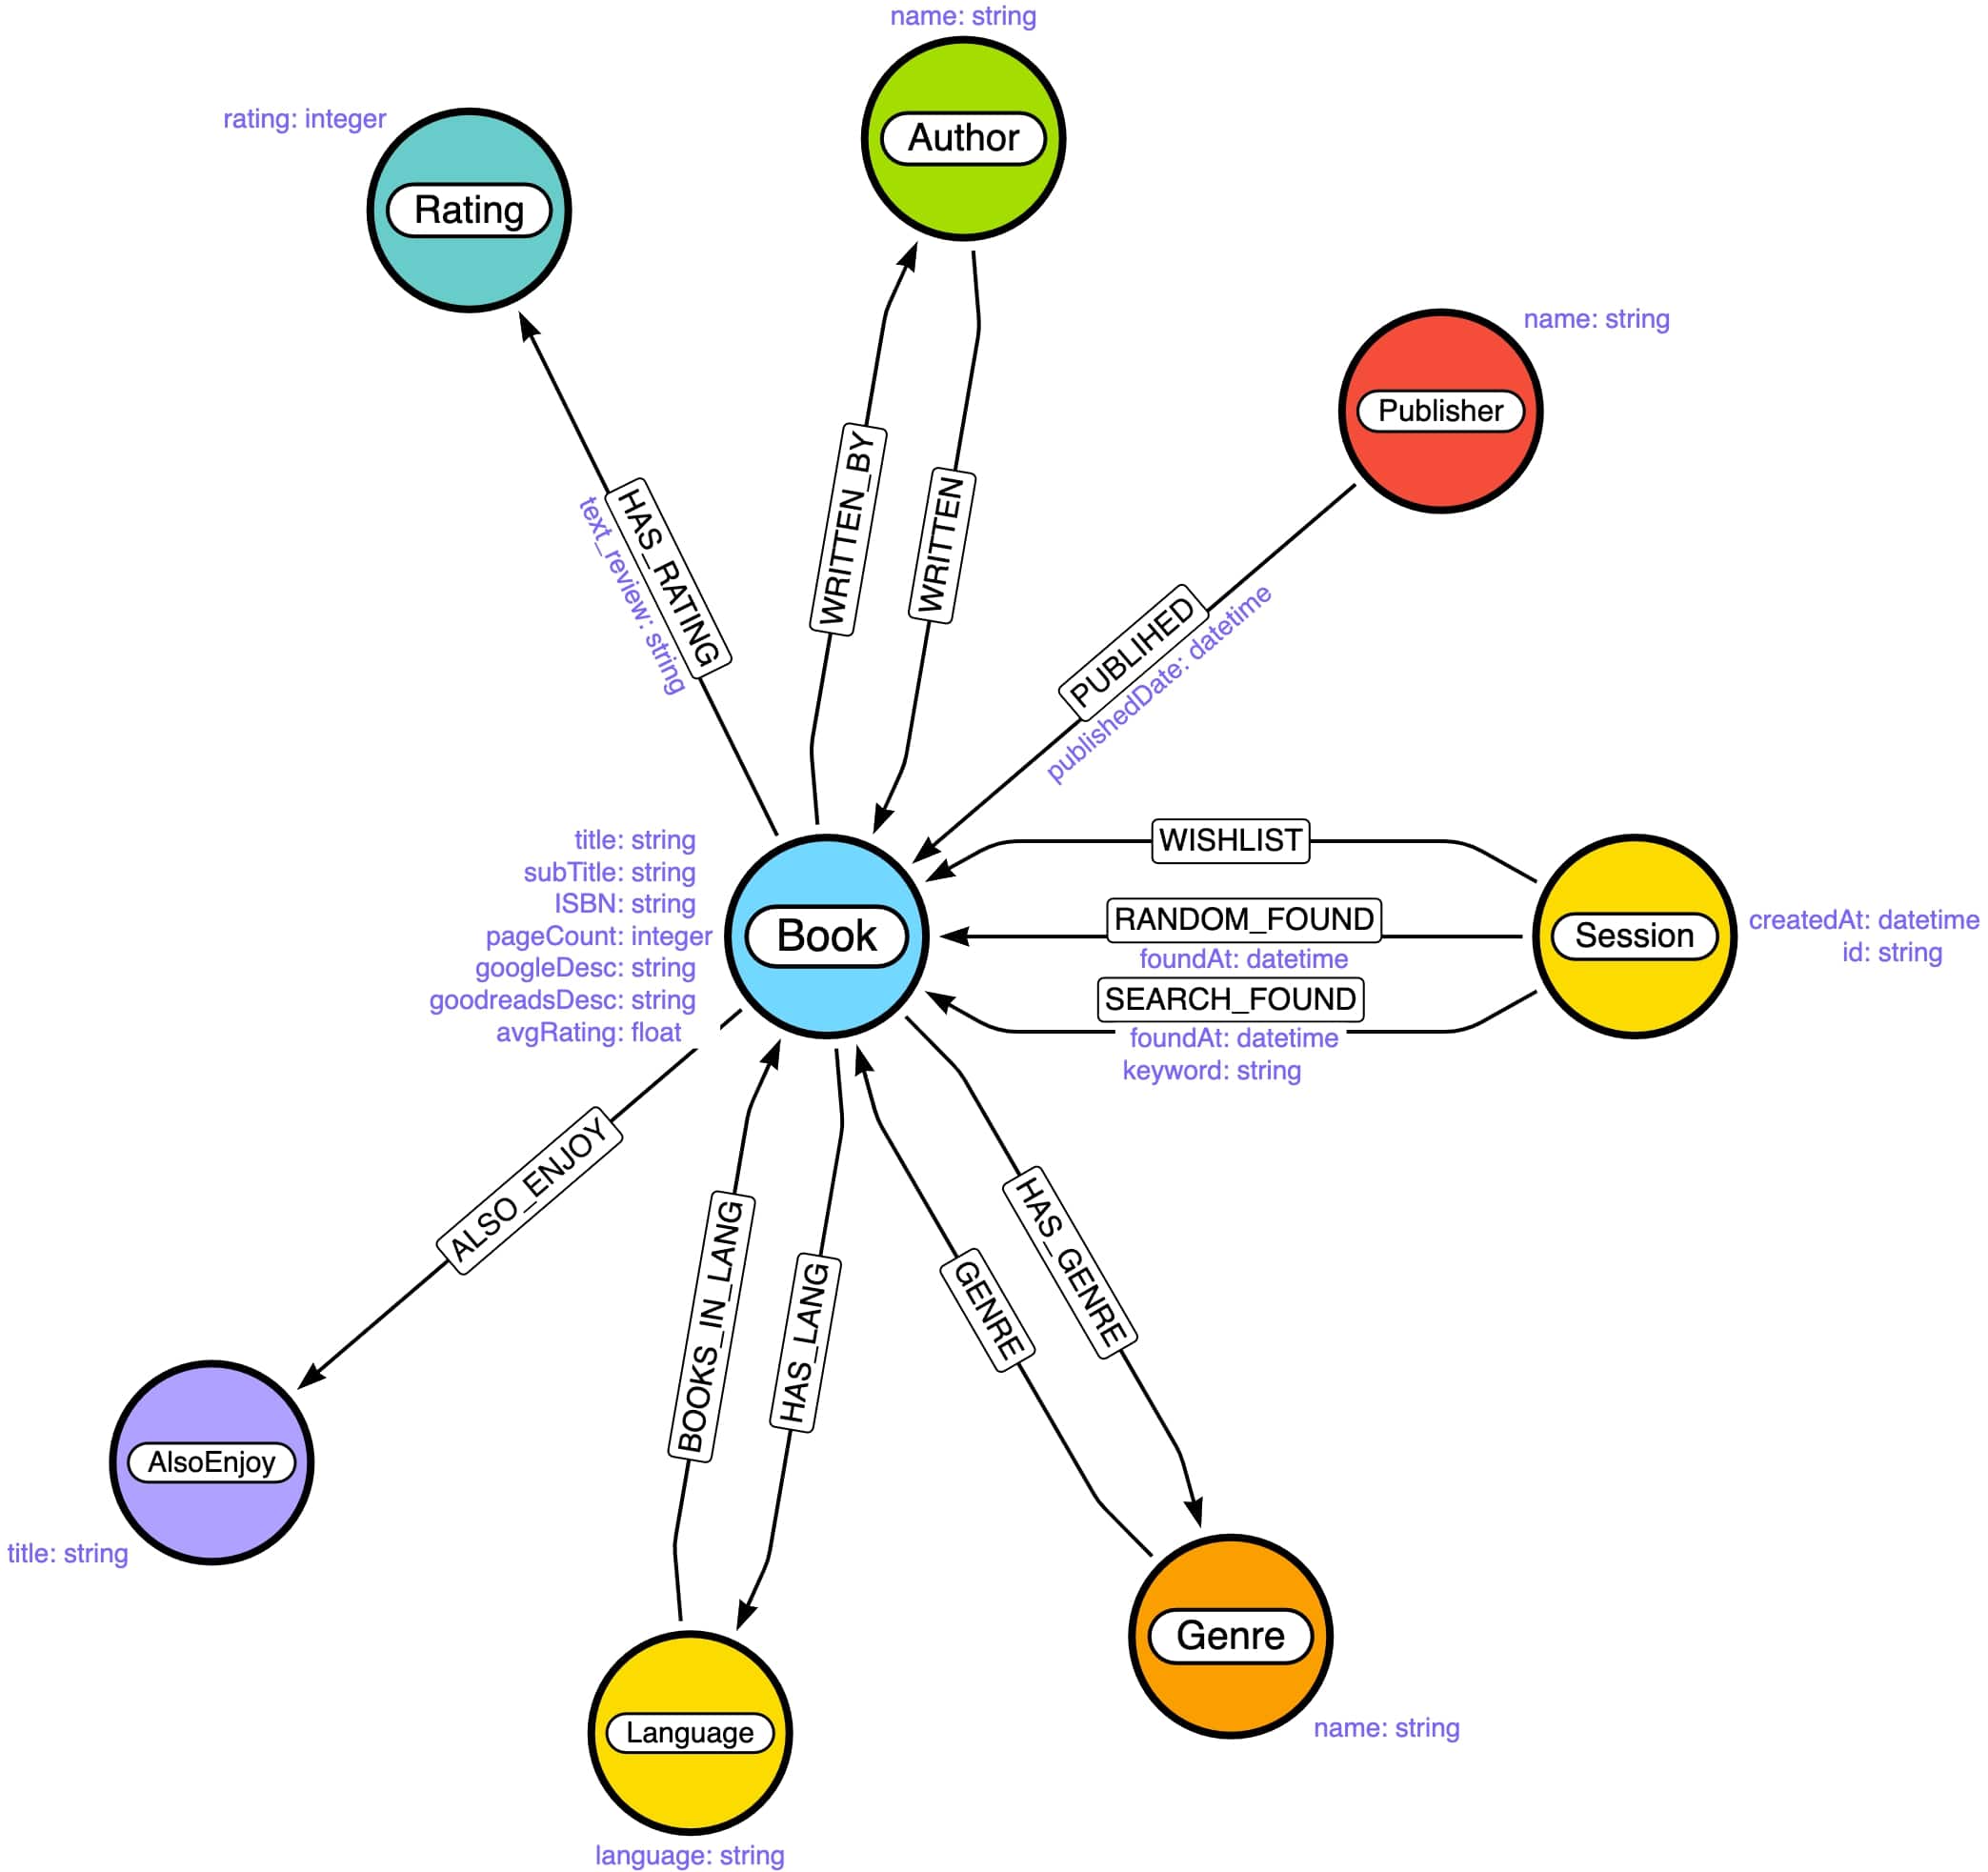 name: string
Author
rating: integer
Rating
name: string
Publisher
WRITTEN_BY
WRITTEN
HAS_RATING
text_review: string
PUBLIHED
publishedDate: datetime
title: string
subTitle: string
ISBN: string
pageCount: integer
googleDesc: string
goodreadsDesc: string
avgRating: float
Book
WISHLIST
RANDOM_FOUND
foundAt: datetime
SEARCH_FOUND
foundAt: datetime
keyword: string
Session
createdAt: datetime
id: string
ALSO_ENJOY
BOOKS_IN_LANG
HAS_LANG
GENRE
HAS_GENRE
AlsoEnjoy
title: string
Language
language: string
Genre
name: string